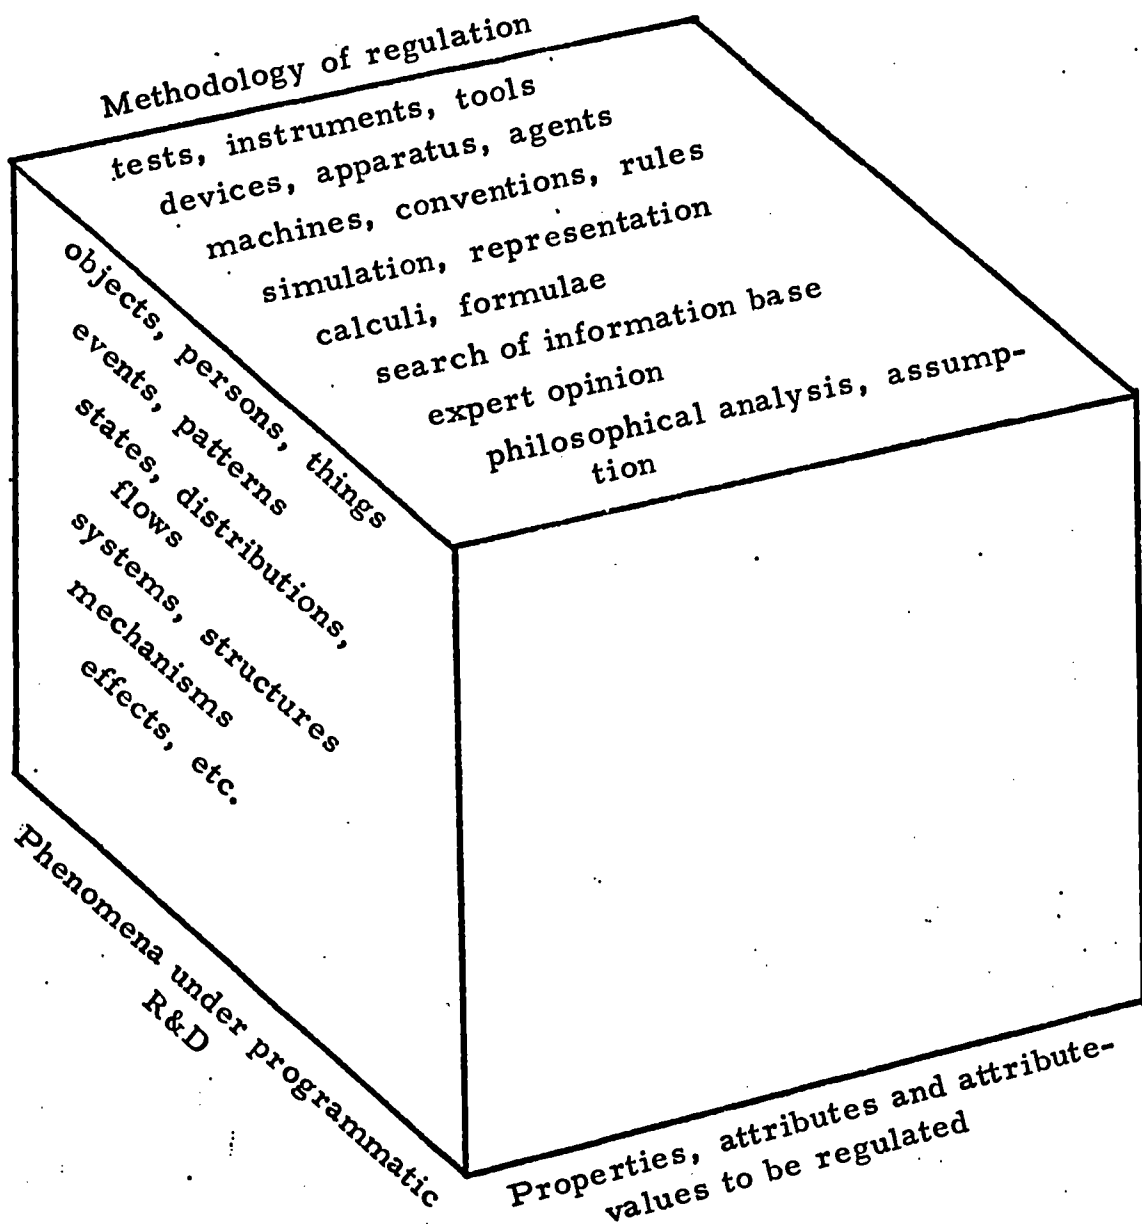 Methodology of regulation
tests, instruments, tools
devices, apparatus, agents
machines, conventions, rules
simulation, representation
calculi, formulae
search of information base
expert opinion
philosophical analysis, assump-
tion
objects, persons, things
events, patterns
states, distributions,
flows
systems, structures
mechanisms
effects, etc.
Phenomena under programmatic
R&D
Properties, attributes and attribute-
values to be regulated